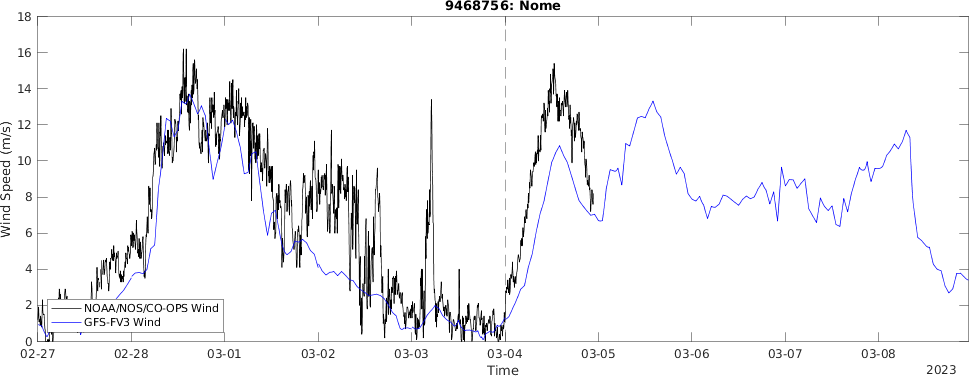 9468756: Nome
18
16
14
12
10
8
6
4
2
0
Wind Speed (m/s)
NOAA/NOS/CO-OPS Wind
GFS-FV3 Wind
02-27 02-28 03-01 03-02 03-03 03-04 03-05 03-06 03-07 03-08
Time
2023